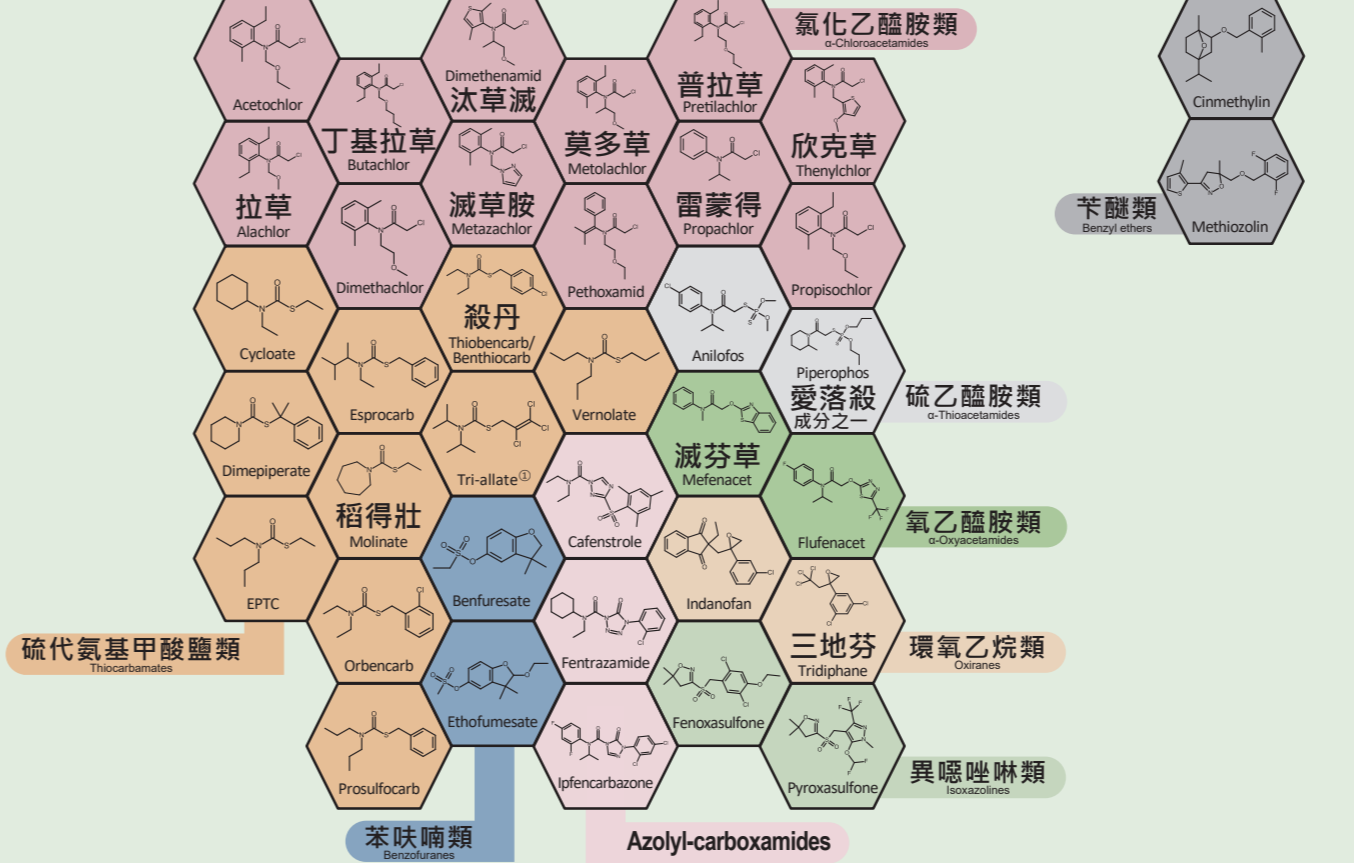 氯化乙醯胺類
α-Chloroacetamides
Acetochlor
Dimethenamid
汰草滅
普拉草
Pretilachlor
Cinmethylin
丁基拉草
Butachlor
莫多草
Metolachlor
欣克草
Thenylchlor
拉草
Alachlor
滅草胺
Metazachlor
雷蒙得
Propachlor
苄醚類
Benzyl ethers
Methiozolin
Dimethachlor
Pethoxamid
Propisochlor
Cycloate
殺丹
Thiobencarb/
Benthiocarb
Anilofos
Piperophos
愛落殺
成分之一
硫乙醯胺類
α-Thioacetamides
Esprocarb
Vernolate
Dimepiperate
Tri-allate①
滅芬草
Mefenacet
稻得壯
Molinate
Cafenstrole
Flufenacet
氧乙醯胺類
α-Oxyacetamides
EPTC
Benfuresate
Indanofan
硫代氨基甲酸鹽類
Thiocarbamates
Orbencarb
Fentrazamide
三地芬
Tridiphane
環氧乙烷類
Oxiranes
Ethofumesate
Fenoxasulfone
Prosulfocarb
Ipfencarbazone
Pyroxasulfone
異噁唑啉類
Isoxazolines
苯呋喃類
Benzofuranes
Azolyl-carboxamides